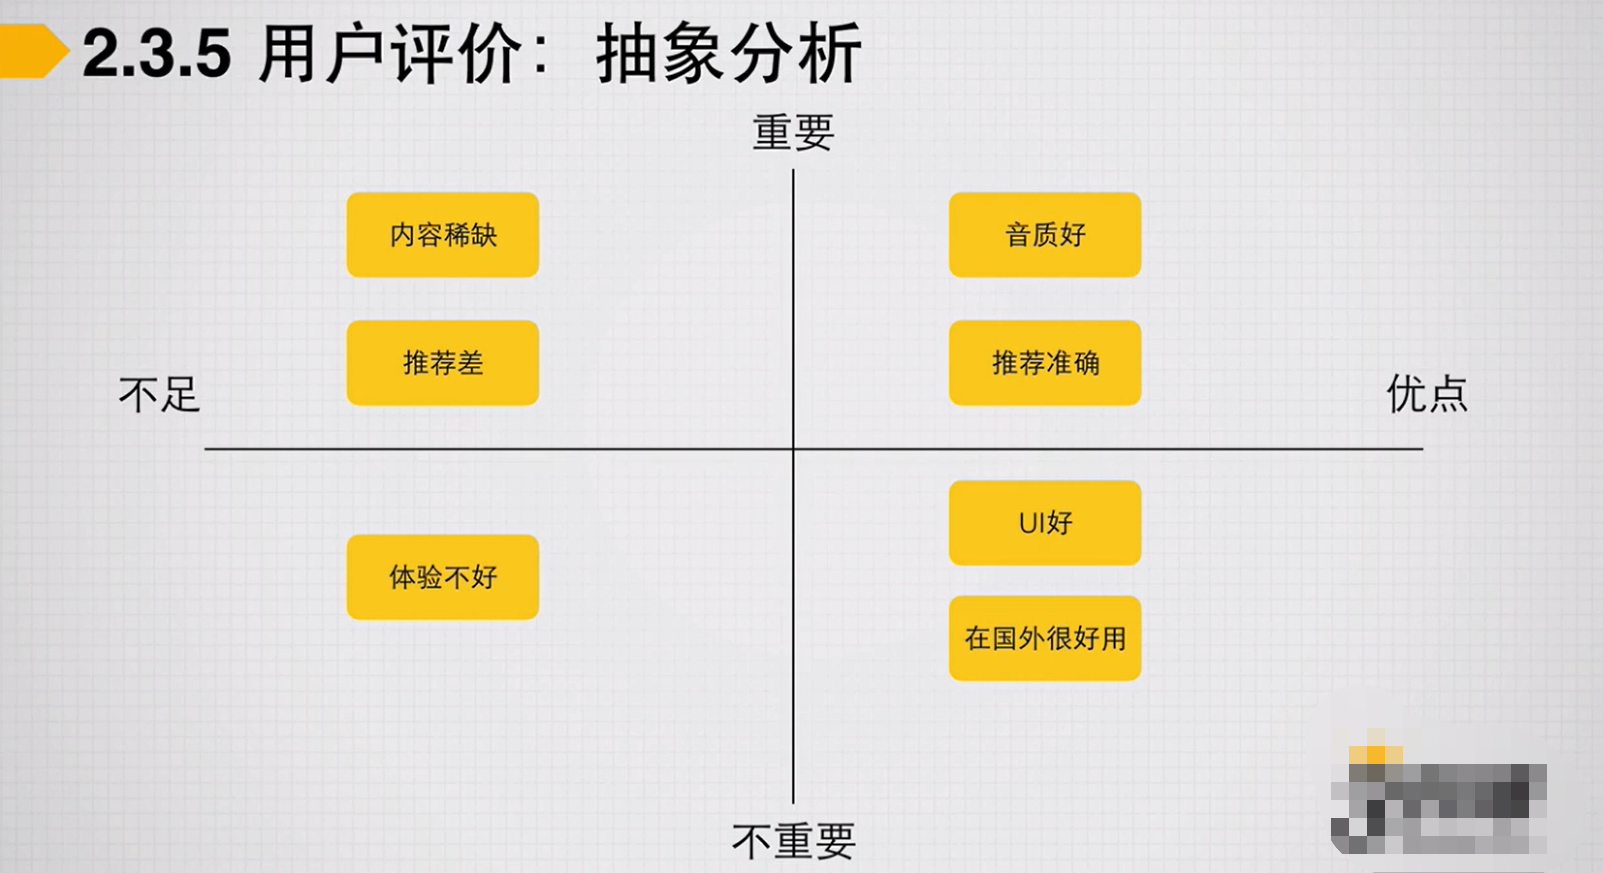 2.3.5 用户评价：抽象分析
重要
内容稀缺
音质好
推荐差
推荐准确
不足
优点
UI好
体验不好
在国外很好用
不重要